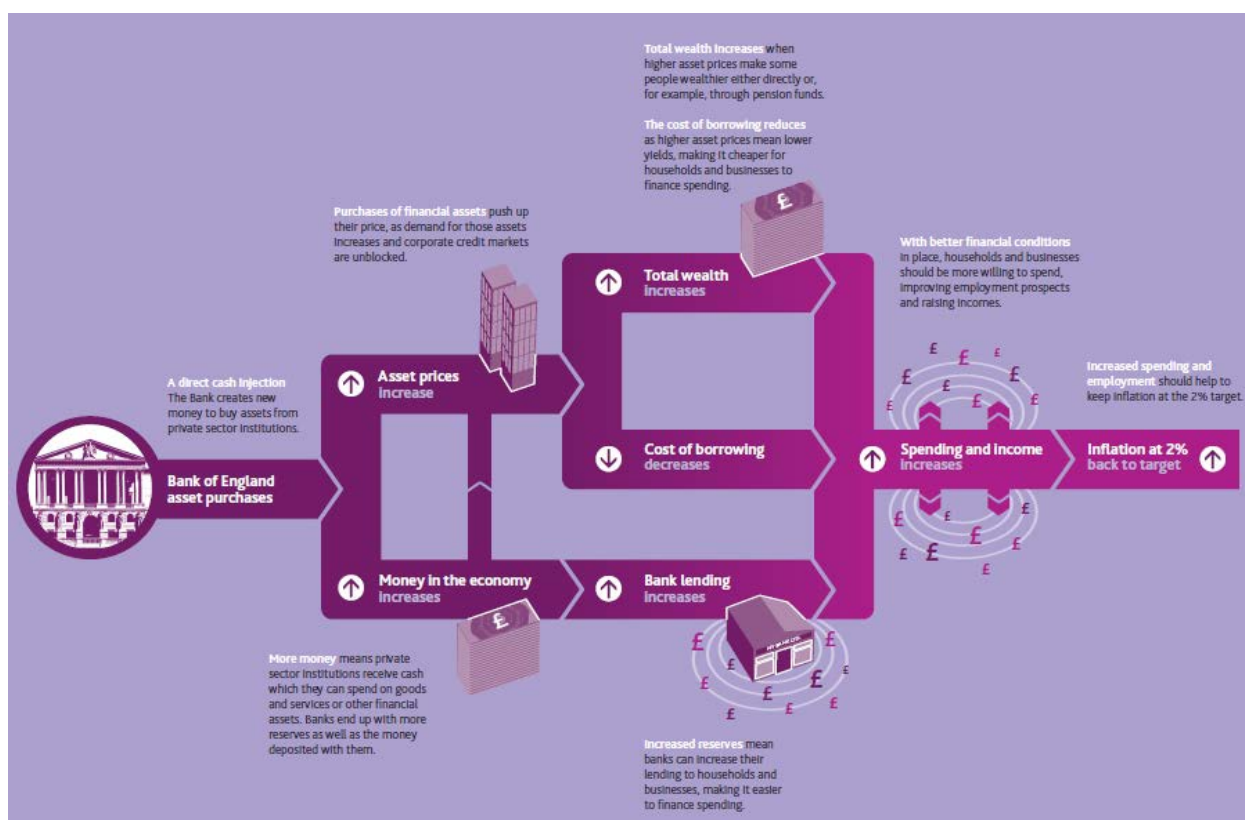 Total wealth increases when
higher asset prices make some
people wealthier either directly or,
for example, through pension funds.
The cost of borrowing reduces
as higher asset prices mean lower
yields, making it cheaper for
households and businesses to
finance spending.
£
Purchases of financial assets push up
their price, as demand for those assets
increases and corporate credit markets
are unblocked.
With better financial conditions
in place, households and businesses
should be more willing to spend,
improving employment prospects
and raising incomes.
Total wealth
increases
A direct cash injection
The Bank creates new
money to buy assets from
private sector institutions.
Asset prices
increase
£ £ £
£ £ £
£ £
Increased spending and
employment should help to
keep inflation at the 2% target.
Bank of England
asset purchases
Cost of borrowing
decreases
Spending and income
increases
Inflation at 2%
back to target
£ £ £
£ £ £ £
£
Money in the economy
increases
Bank lending
increases
£
More money means private
sector institutions receive cash
which they can spend on goods
and services or other financial
assets. Banks end up with more
reserves as well as the money
deposited with them.
£ £
£ £ £
£ £ £
£ £ £
Increased reserves mean
banks can increase their
lending to households and
businesses, making it easier
to finance spending.